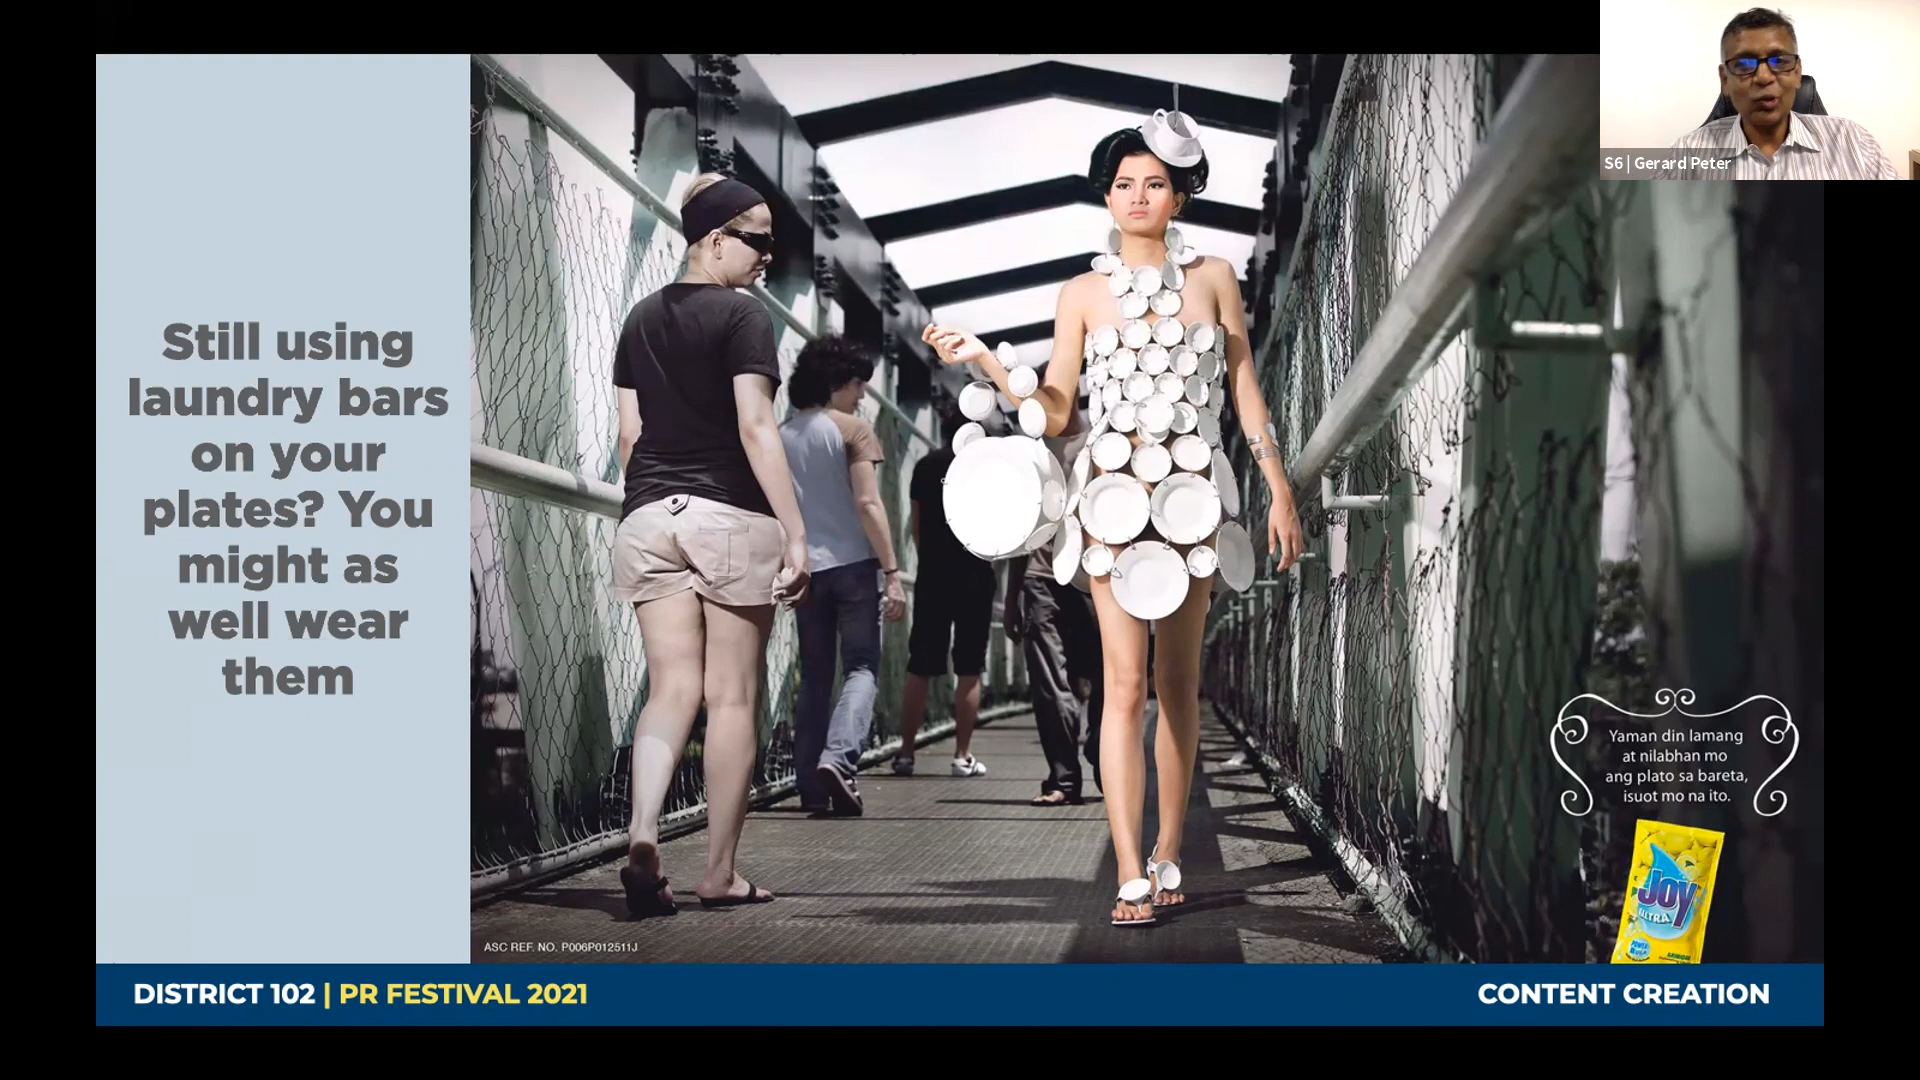 S6 | Gerard Peter
Still using
laundry bars
on your
plates? You
might as
well wear
them
Yaman din lamang
at nilabhan mo
ang plato sa bareta,
isuot mo na ito.
Joy
ULTRA
ASC REF. NO. P006P012511J
DISTRICT 102 | PR FESTIVAL 2021
CONTENT CREATION